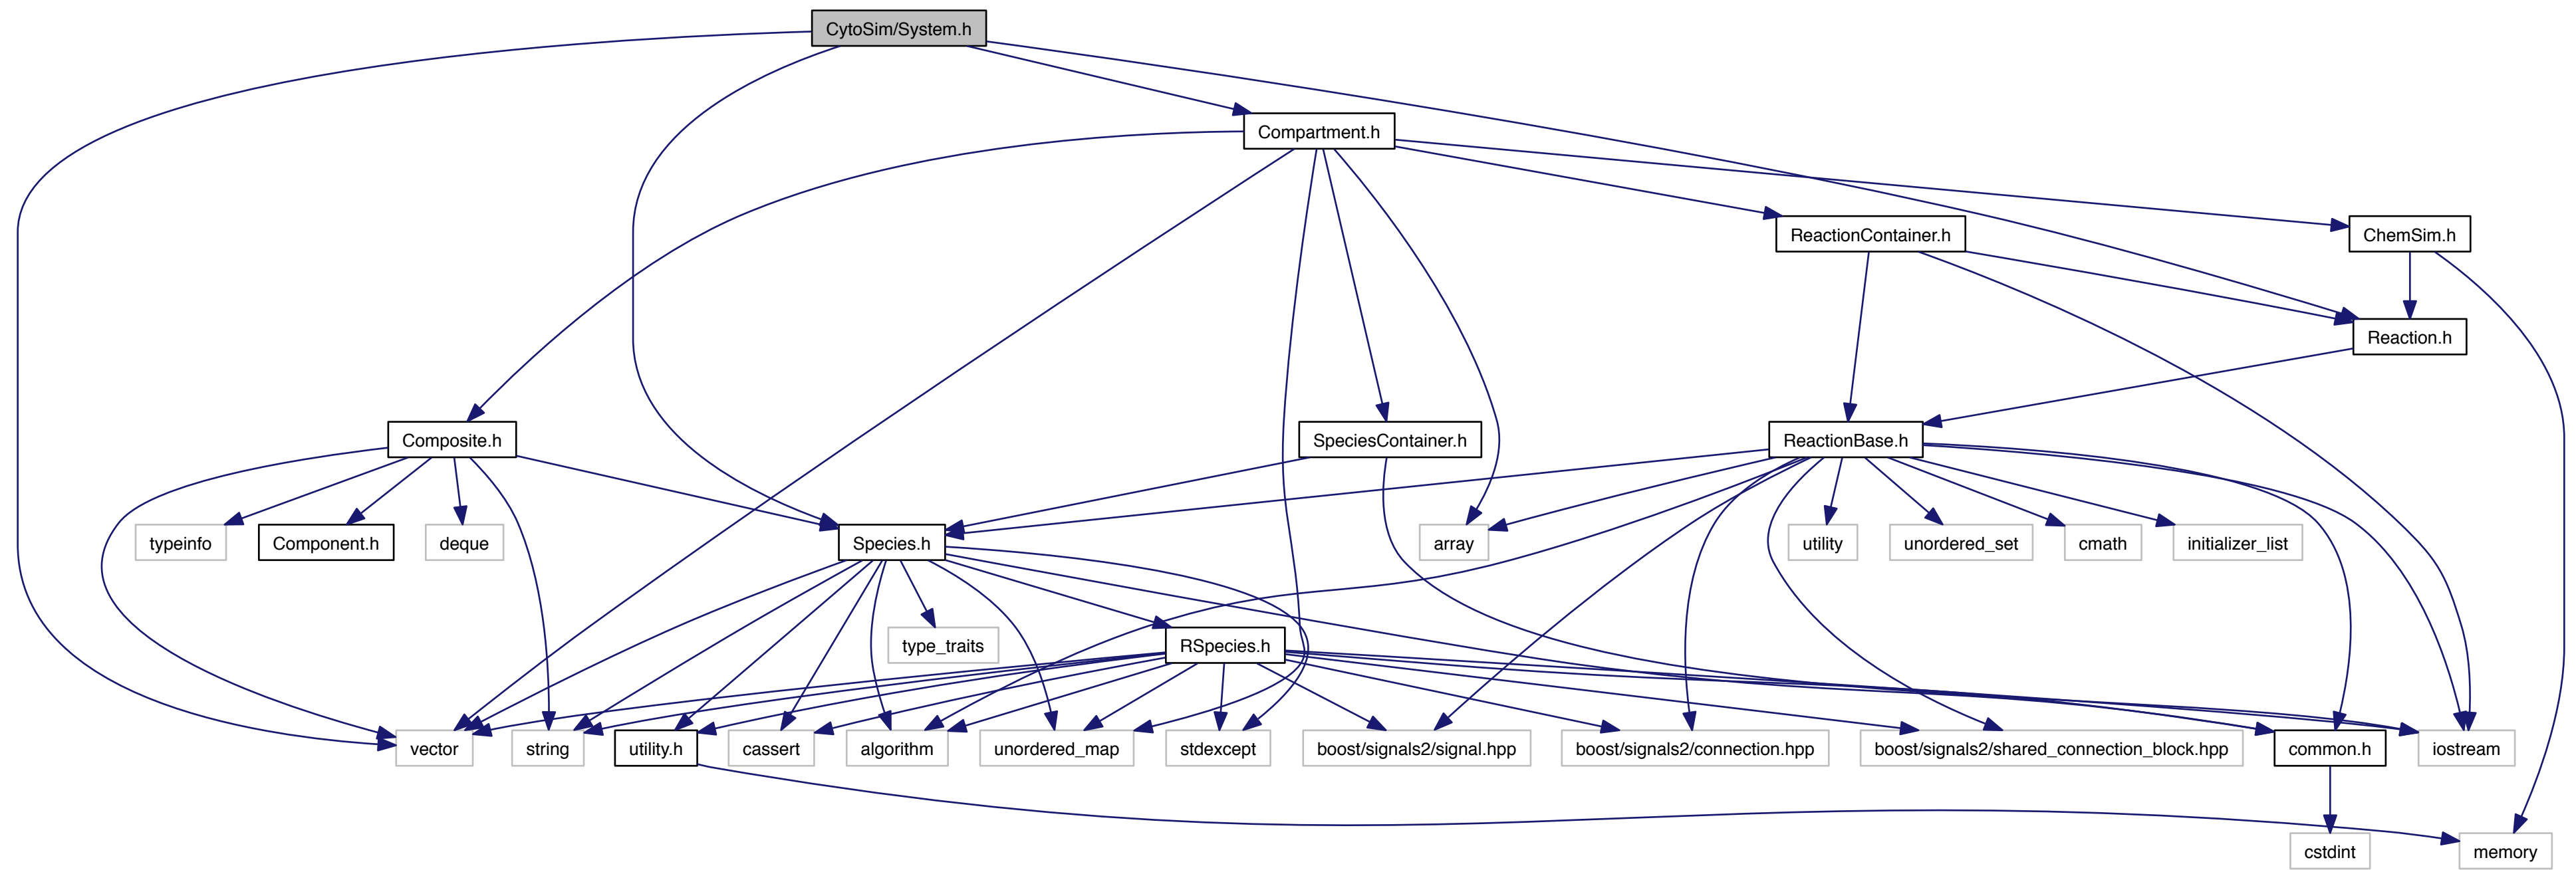 CytoSim/System.h
Compartment.h
ReactionContainer.h
ChemSim.h
Reaction.h
Composite.h
SpeciesContainer.h
ReactionBase.h
typeinfo
Component.h
deque
Species.h
array
utility
unordered_set
cmath
initializer_list
type_traits
RSpecies.h
vector
string
utility.h
cassert
algorithm
unordered_map
stdexcept
boost/signals2/signal.hpp
boost/signals2/connection.hpp
boost/signals2/shared_connection_block.hpp
common.h
iostream
cstdint
memory